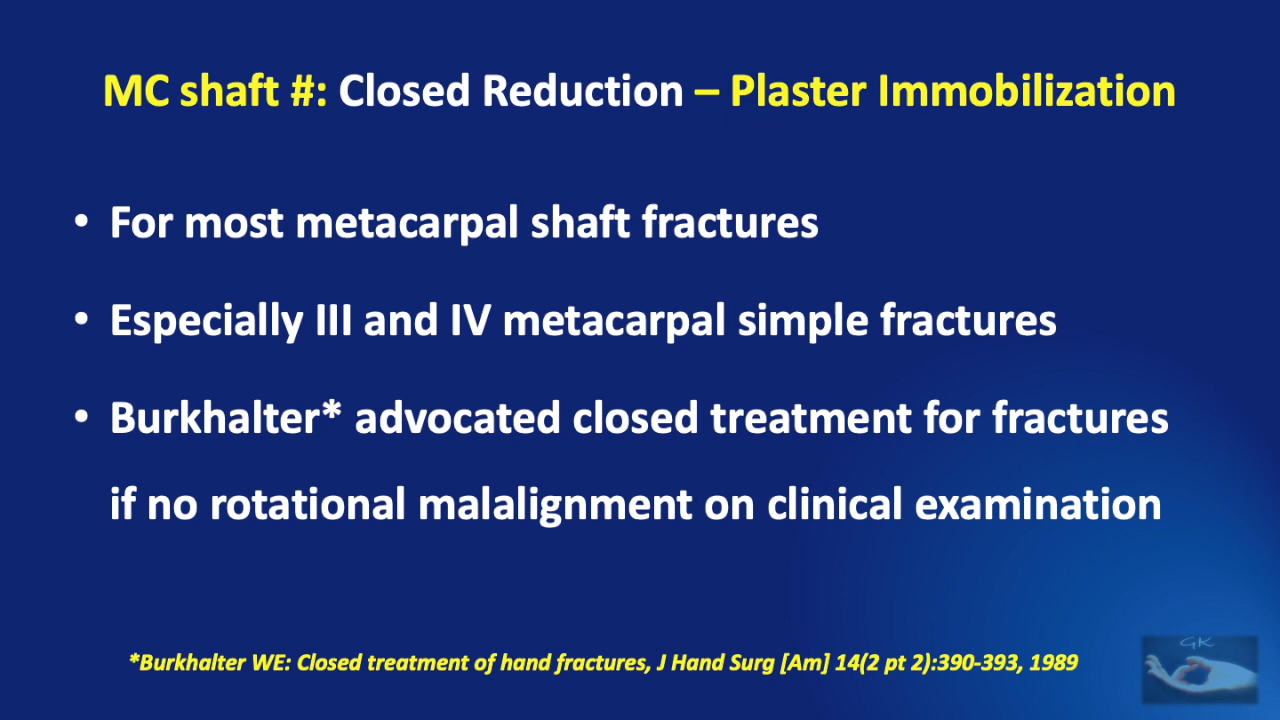 MC shaft #: Closed Reduction – Plaster Immobilization
• For most metacarpal shaft fractures
• Especially III and IV metacarpal simple fractures
• Burkhalter* advocated closed treatment for fractures
if no rotational malalignment on clinical examination
*Burkhalter WE: Closed treatment of hand fractures, J Hand Surg [Am] 14(2 pt 2):390-393, 1989
GK